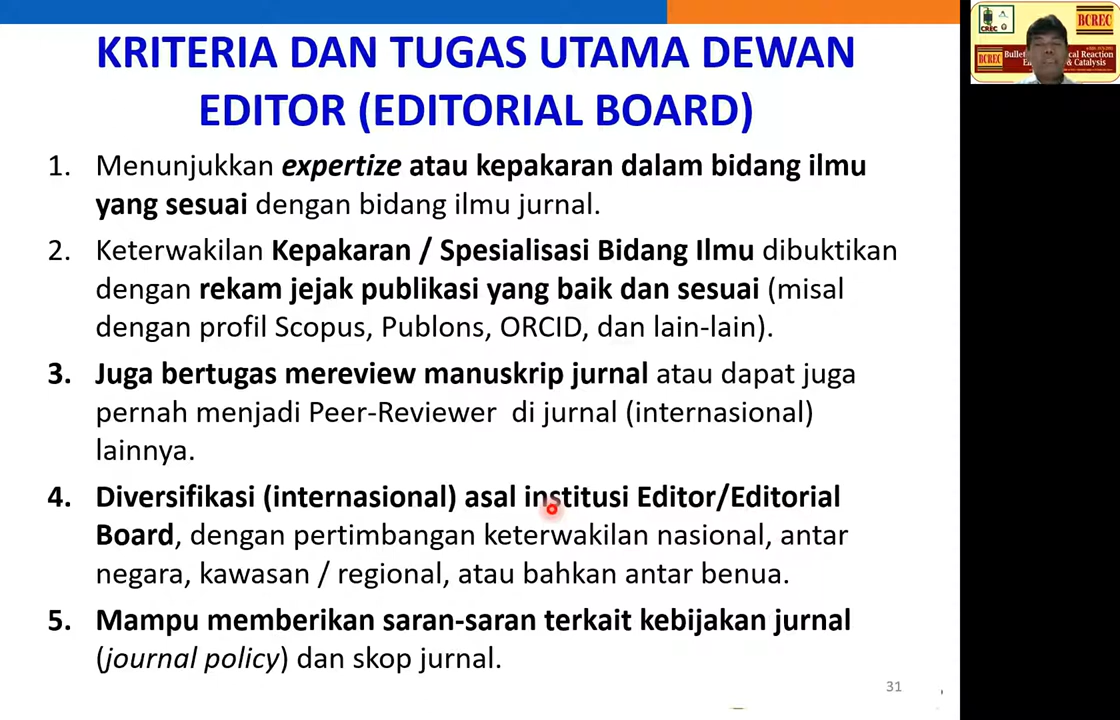 KRITERIA DAN TUGAS UTAMA DEWAN
EDITOR (EDITORIAL BOARD)
1. Menunjukkan expertize atau kepakaran dalam bidang ilmu
yang sesuai dengan bidang ilmu jurnal.
2. Keterwakilan Kepakaran / Spesialisasi Bidang Ilmu dibuktikan
dengan rekam jejak publikasi yang baik dan sesuai (misal
dengan profil Scopus, Publons, ORCID, dan lain-lain).
3. Juga bertugas mereview manuskrip jurnal atau dapat juga
pernah menjadi Peer-Reviewer di jurnal (internasional)
lainnya.
4. Diversifikasi (internasional) asal institusi Editor/Editorial
Board, dengan pertimbangan keterwakilan nasional, antar
negara, kawasan / regional, atau bahkan antar benua.
5. Mampu memberikan saran-saran terkait kebijakan jurnal
(journal policy) dan skop jurnal.
31
CREC
BCREC
BCREC
Reaction
& Catalysis